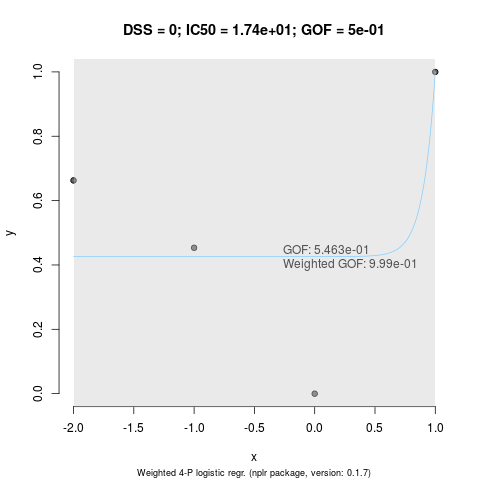 DSS = 0; IC50 = 1.74e+01; GOF = 5e-01
1.0
0.8
0.6
0.4
0.2
0.0
y
GOF: 5.463e-01
Weighted GOF: 9.99e-01
-2.0 -1.5 -1.0 -0.5 0.0 0.5 1.0
x
Weighted 4-P logistic regr. (nplr package, version: 0.1.7)